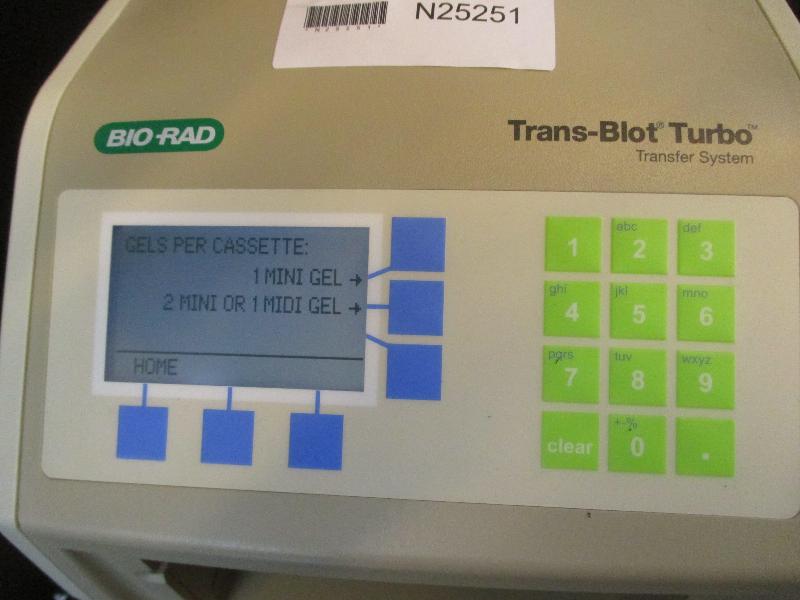 N25251
BIO-RAD
Trans-Blot® Turbo™
Transfer System
GELS PER CASSETTE:
1 MINI GEL →
2 MINI OR 1 MIDI GEL →
HOME
1
abc
2
def
3
ghi
4
jkl
5
mno
6
pqrs
7
tuv
8
wxyz
9
clear
+-%
0
.